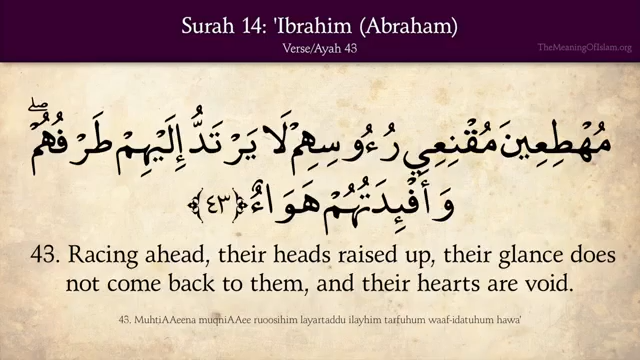 Surah 14: 'Ibrahim (Abraham)
Verse/Ayah 43
TheMeaningOfIslam.org
مُهْطِعِينَ مُقْنِعِي رُءُوسِهِمْ لَا يَرْتَدُّ إِلَيْهِمْ طَرْفُهُمْ ۖ
وَأَفْئِدَتُهُمْ هَوَاءٌ ﴿٤٣﴾
43. Racing ahead, their heads raised up, their glance does
not come back to them, and their hearts are void.
43. MuhtiAAeena muqniAAee ruoosihim layartaddu ilayhim tarfuhum waaf-idatuhum hawa'